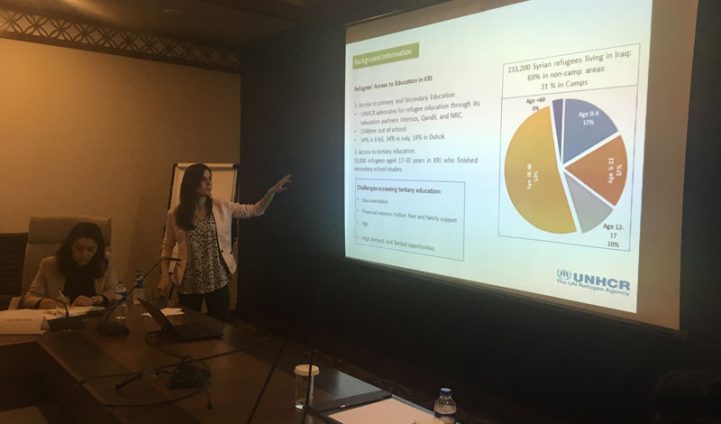 Background Information
Refugees' Access to Education in KRI
1- Access to primary and Secondary Education
• UNHCR advocates for refugee education through its
education partners Intersos, Qandil, and NRC.
• Children out of school:
• 34% in Erbil, 34% in suly, 14% in Duhok
2- Access to tertiary education:
refugees aged 17-30 years in KRI who finished
secondary school studies.
Challenges accessing tertiary education:
• Documentation
• Financial reasons: tuition fees and family support
• Age
• High demand and limited opportunities
Syrian refugees living in Iraq:
69% in non-camp areas
31 % in Camps
Age +60
3%
Age 0-4
17%
Age 5-11
17%
Age 12-
17
10%
Age 18-
UNHCR
The UN Refugee Agency